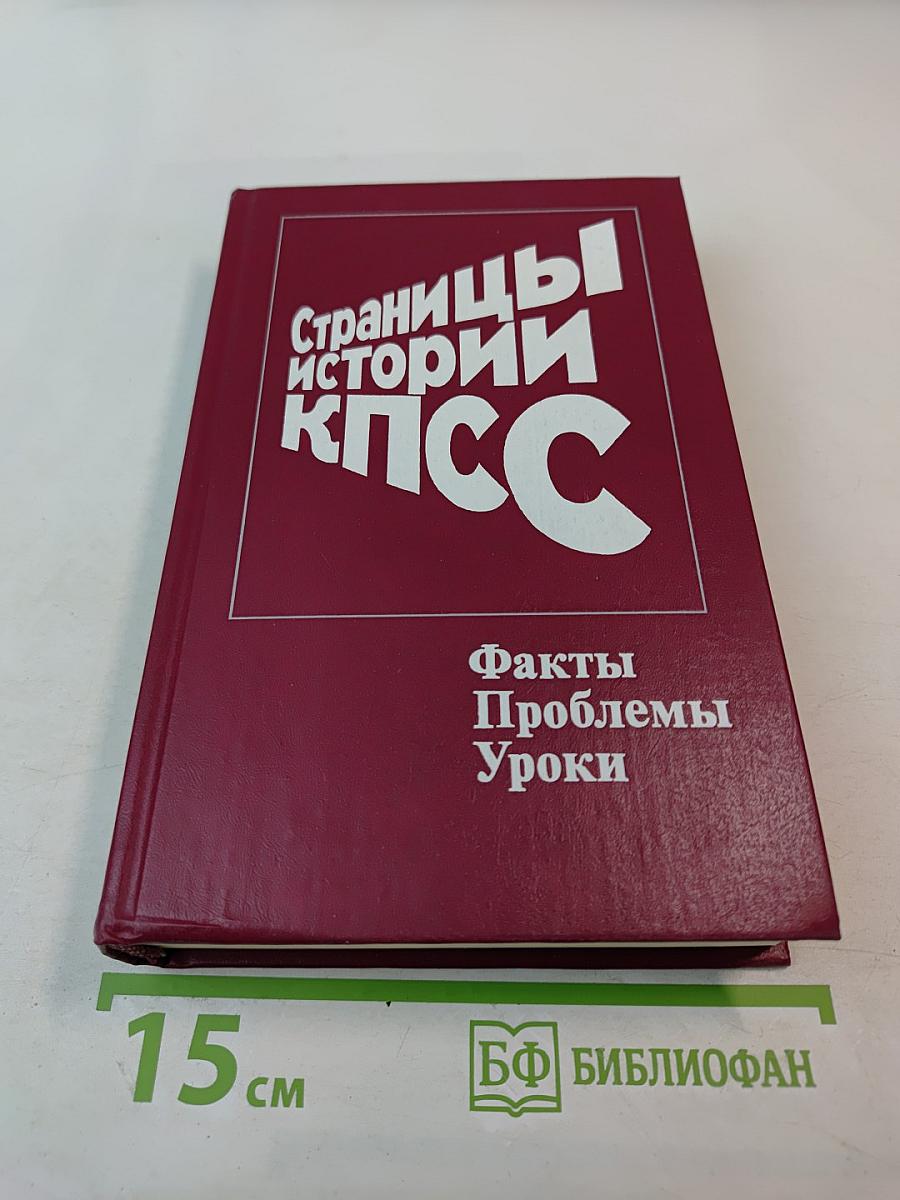 Страницы
истории
КПСС
Факты
Проблемы
Уроки
15 см
БФ БИБЛИОФАН